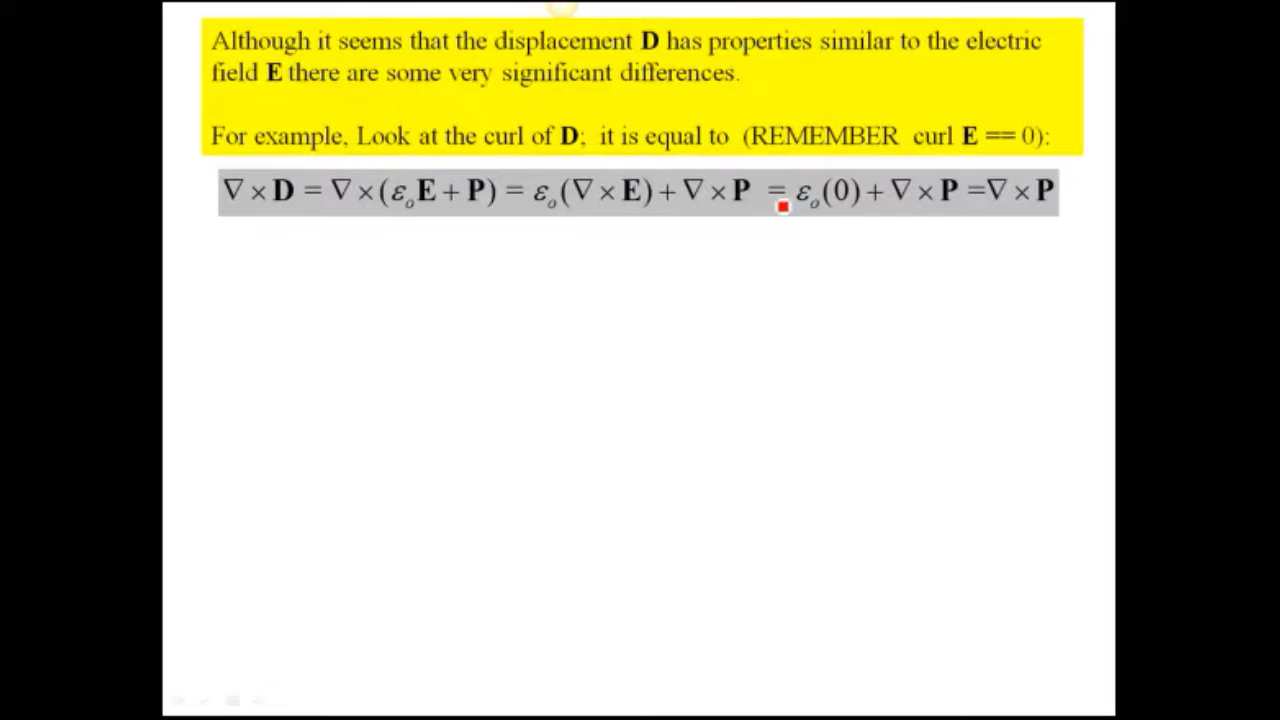 Although it seems that the displacement D has properties similar to the electric
field E there are some very significant differences.
For example, Look at the curl of D; it is equal to (REMEMBER curl E == 0):
∇ × D = ∇ × (ε₀E + P) = ε₀(∇ × E) + ∇ × P = ε₀(0) + ∇ × P =∇ × P